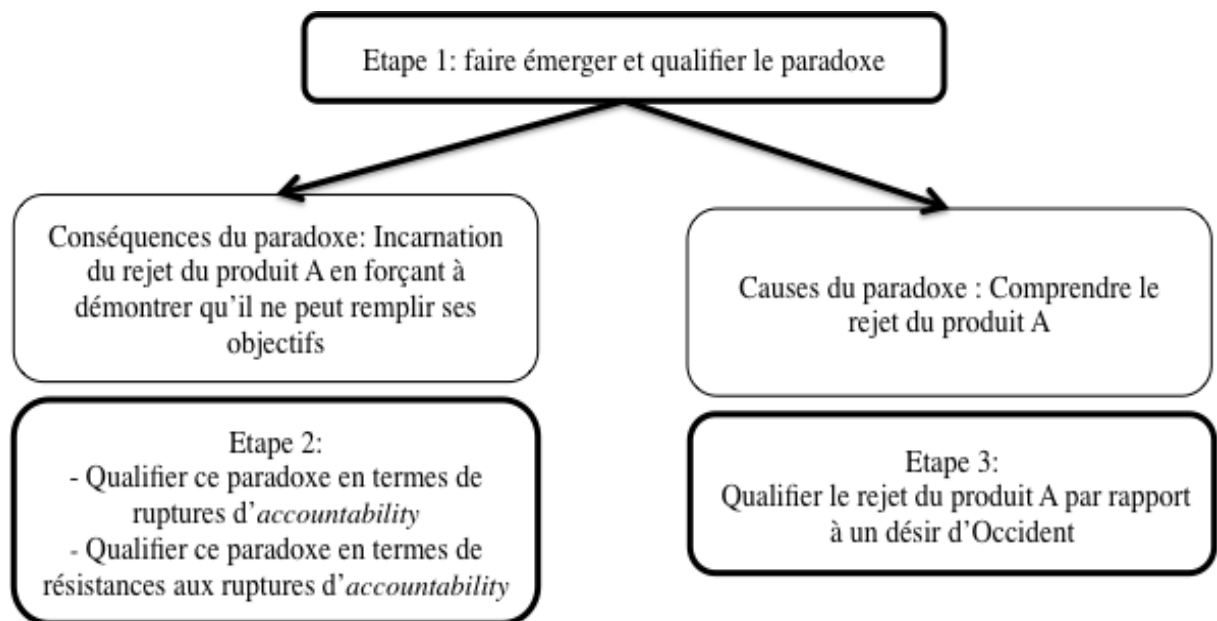 Etape 1: faire émerger et qualifier le paradoxe
Conséquences du paradoxe: Incarnation
du rejet du produit A en forçant à
démontrer qu'il ne peut remplir ses
objectifs
Etape 2:
- Qualifier ce paradoxe en termes de
ruptures d'accountability
- Qualifier ce paradoxe en termes de
résistances aux ruptures d'accountability
Causes du paradoxe : Comprendre le
rejet du produit A
Etape 3:
Qualifier le rejet du produit A par rapport
à un désir d'Occident